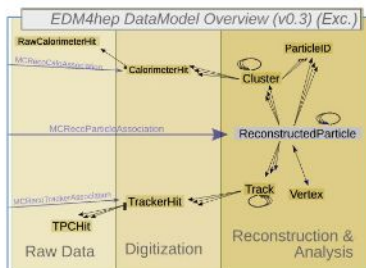 EDM4hep DataModel Overview (v0.3) (Exc.)
RawCalorimeterHit
ParticleID
MCRecoCaloAssociation
CalorimeterHit
Cluster
MCRecoParticleAssociation
ReconstructedParticle
MCRecoTrackerAssociation
TrackerHit
Track
Vertex
TPCHit
Raw Data
Digitization
Reconstruction &
Analysis